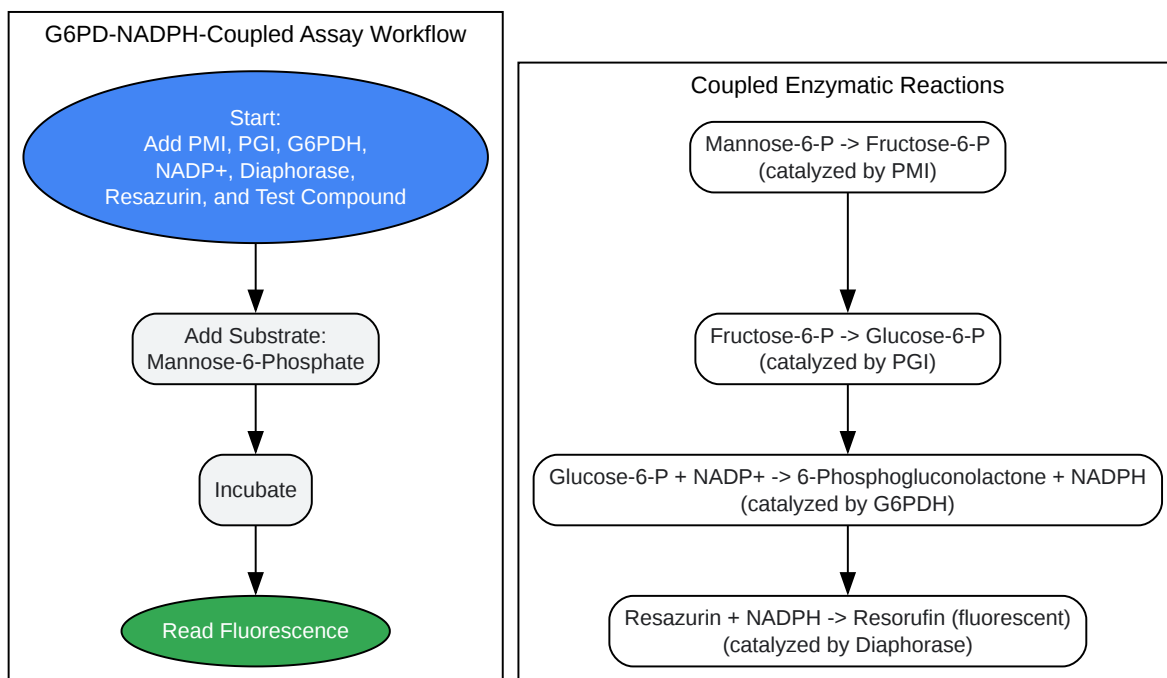 G6PD-NADPH-Coupled Assay Workflow
Start:
Add PMI, PGI, G6PDH,
NADP+, Diaphorase,
Resazurin, and Test Compound
Add Substrate:
Mannose-6-Phosphate
Incubate
Read Fluorescence
Coupled Enzymatic Reactions
Mannose-6-P -> Fructose-6-P
(catalyzed by PMI)
Fructose-6-P -> Glucose-6-P
(catalyzed by PGI)
Glucose-6-P + NADP+ -> 6-Phosphogluconolactone + NADPH
(catalyzed by G6PDH)
Resazurin + NADPH -> Resorufin (fluorescent)
(catalyzed by Diaphorase)